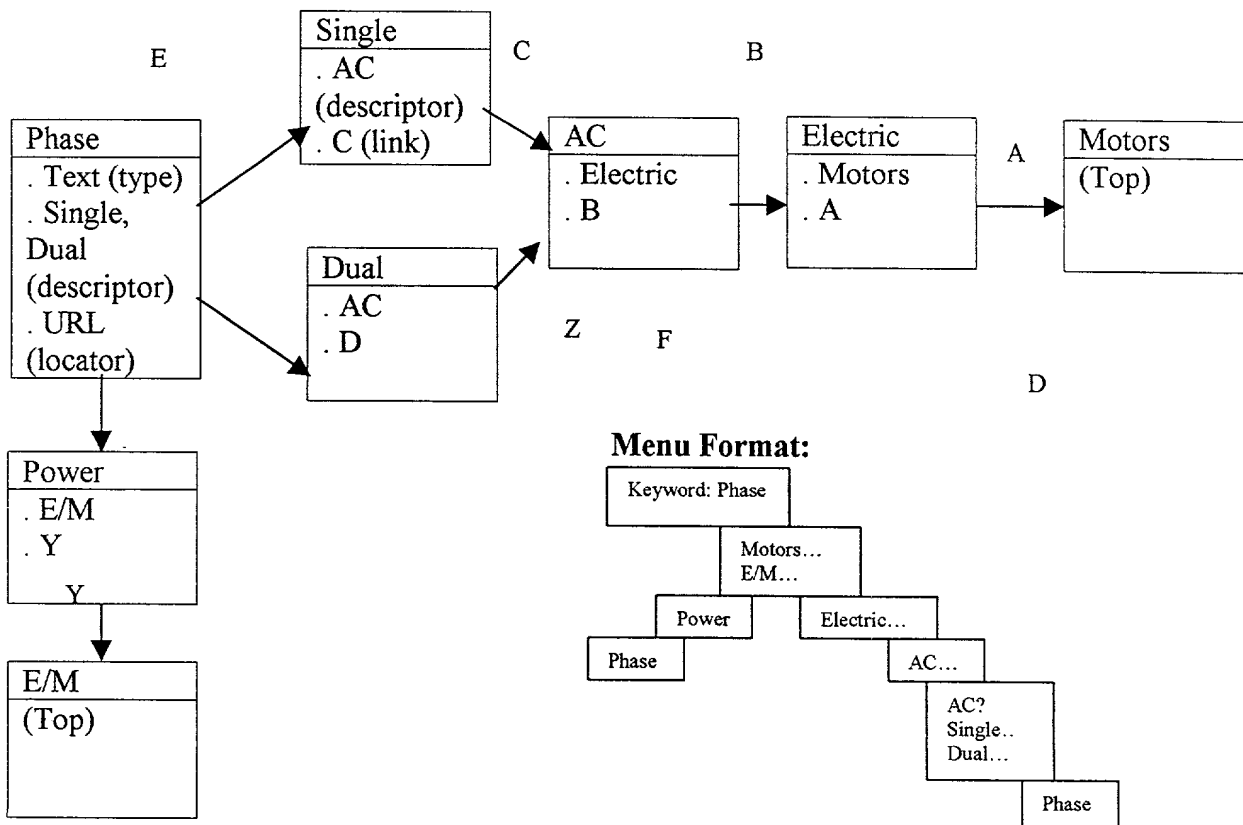 E
Single
. AC
(descriptor)
. C (link)
C
B
Phase
. Text (type)
. Single,
Dual
(descriptor)
. URL
(locator)
AC
. Electric
. B
Electric
. Motors
. A
A
Motors
(Top)
Dual
. AC
. D
Z
F
D
Power
. E/M
. Y
Y
E/M
(Top)
Menu Format:
Keyword: Phase
Motors...
E/M...
Power
Electric...
Phase
AC...
AC?
Single..
Dual...
Phase